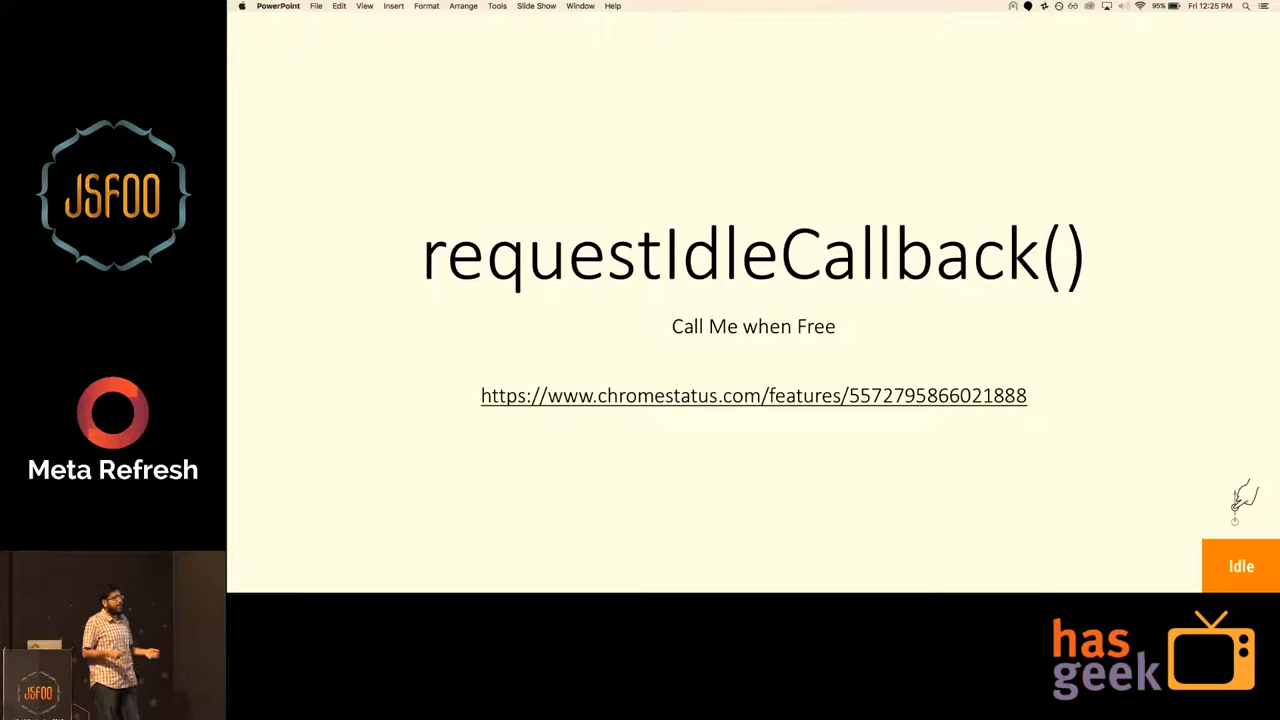 PowerPoint File Edit View Insert Format Arrange Tools Slide Show Window Help
95% Fri 12:25 PM
JSFOO
requestIdleCallback()
Call Me when Free
https://www.chromestatus.com/features/5572795866021888
Meta Refresh
Idle
JSFOO
has
geek